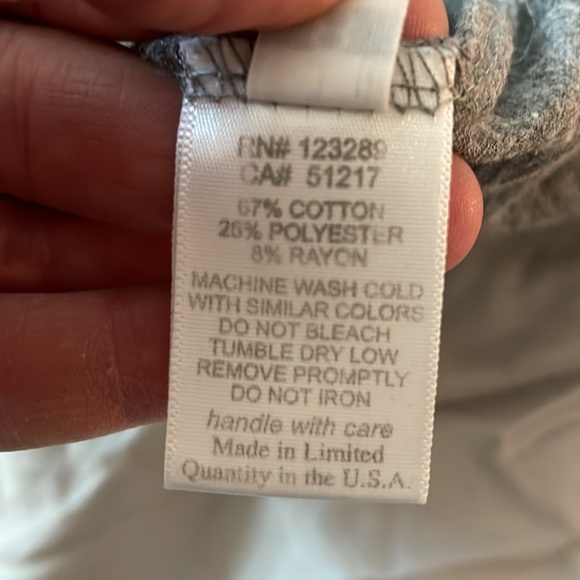 RN# 123289
CA# 51217
67% COTTON
25% POLYESTER
8% RAYON
MACHINE WASH COLD
WITH SIMILAR COLORS
DO NOT BLEACH
TUMBLE DRY LOW
REMOVE PROMPTLY
DO NOT IRON
handle with care
Made in Limited
Quantity in the U.S.A.